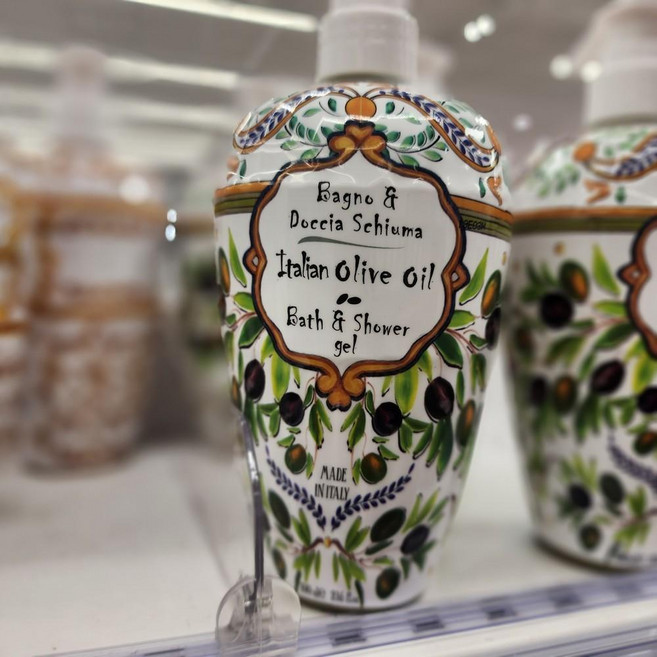 Bagno &
Doccia Schiuma
Italian Olive Oil
Bath & Shower
gel
MADE
IN ITALY